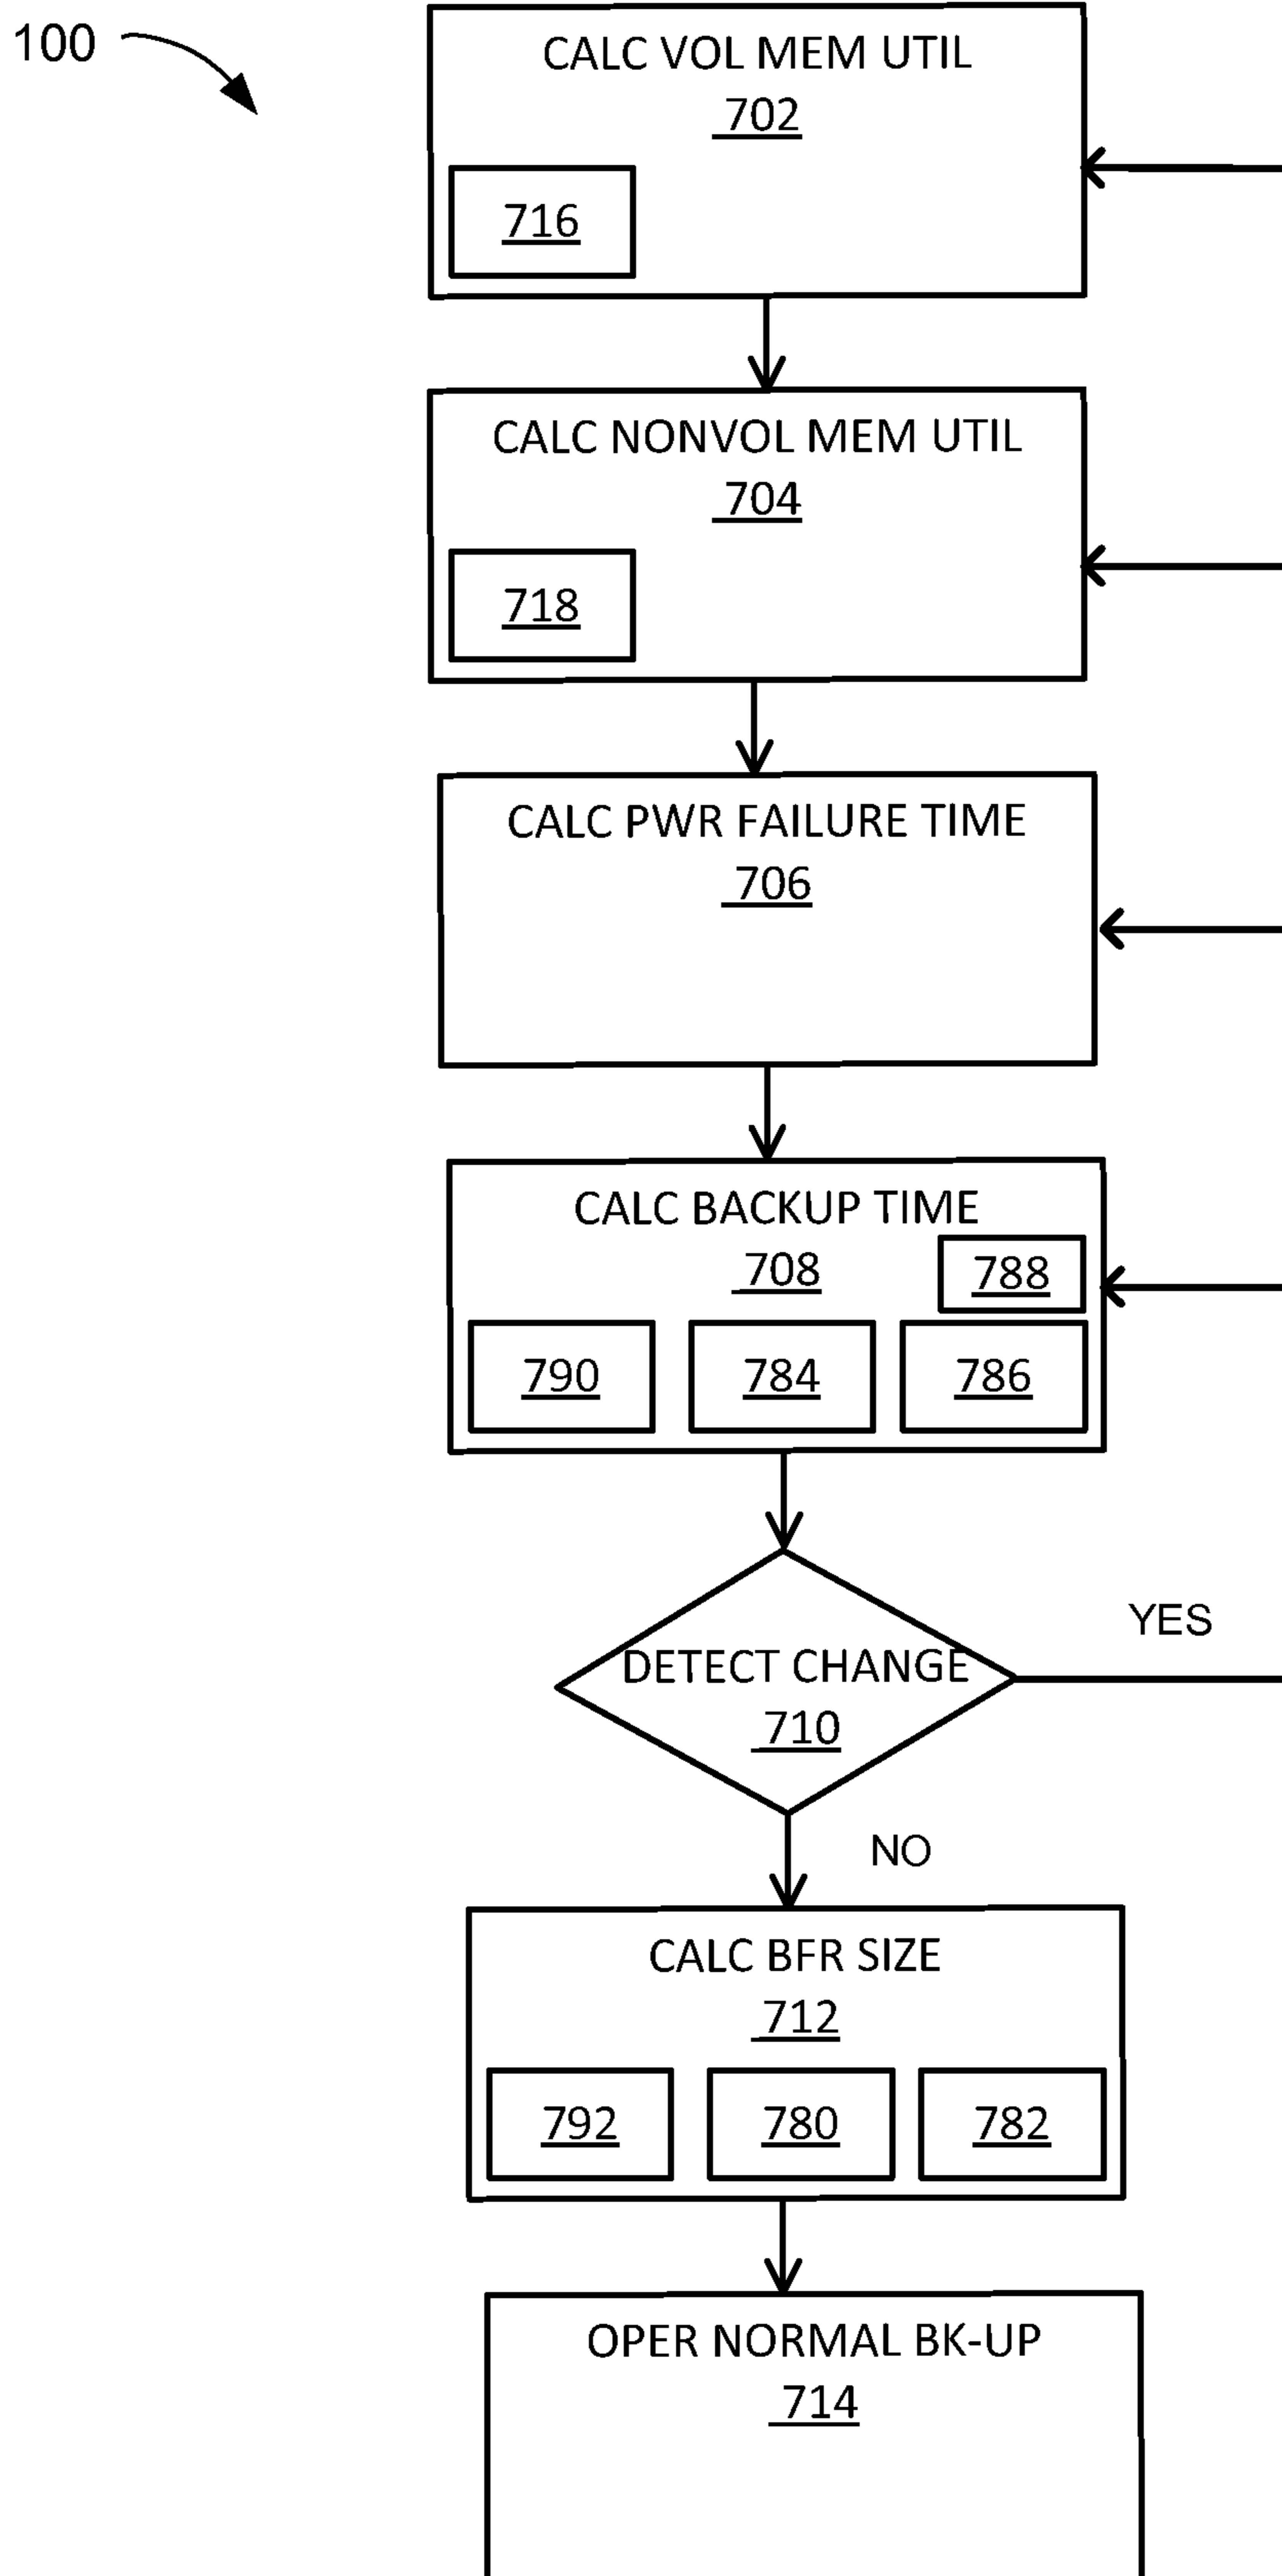 100
CALC VOL MEM UTIL
702
716
CALC NONVOL MEM UTIL
704
718
CALC PWR FAILURE TIME
706
CALC BACKUP TIME
708
788
790 784 786
DETECT CHANGE
710
YES
NO
CALC BFR SIZE
712
792 780 782
OPER NORMAL BK-UP
714